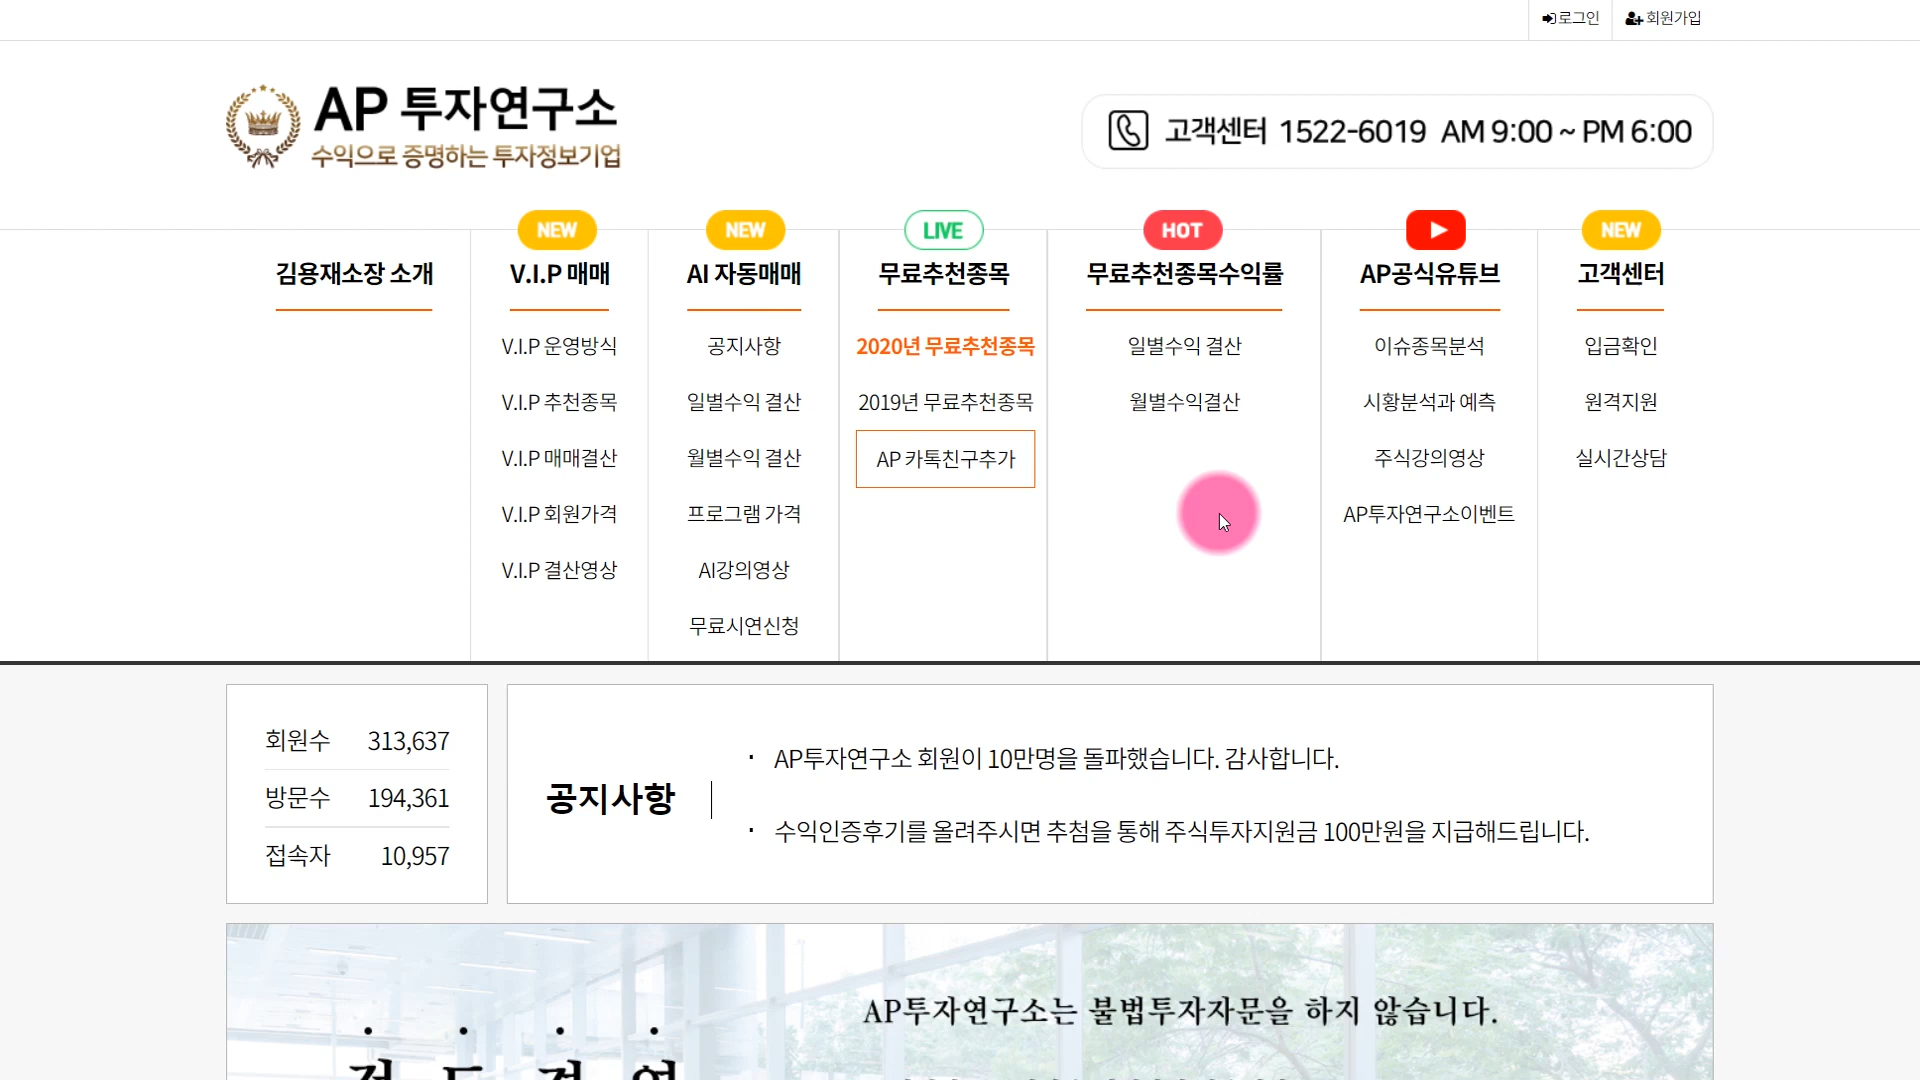 로그인 회원가입
AP 투자연구소
수익으로 증명하는 투자정보기업
고객센터 1522-6019 AM 9:00 ~ PM 6:00
NEW NEW LIVE HOT NEW
김용재소장 소개 V.I.P 매매 AI 자동매매 무료추천종목 무료추천종목수익률 AP공식유튜브 고객센터
V.I.P 운영방식 공지사항 2020년 무료추천종목 일별수익 결산 이슈종목분석 입금확인
V.I.P 추천종목 일별수익 결산 2019년 무료추천종목 월별수익결산 시황분석과 예측 원격지원
V.I.P 매매결산 월별수익 결산 AP 카톡친구추가 주식강의영상 실시간상담
V.I.P 회원가격 프로그램 가격 AP투자연구소이벤트
V.I.P 결산영상 AI강의영상
무료시연신청
회원수 313,637
방문수 194,361
접속자 10,957
공지사항
· AP투자연구소 회원이 10만명을 돌파했습니다. 감사합니다.
· 수익인증후기를 올려주시면 추첨을 통해 주식투자지원금 100만원을 지급해드립니다.
AP투자연구소는 불법투자자문을 하지 않습니다.